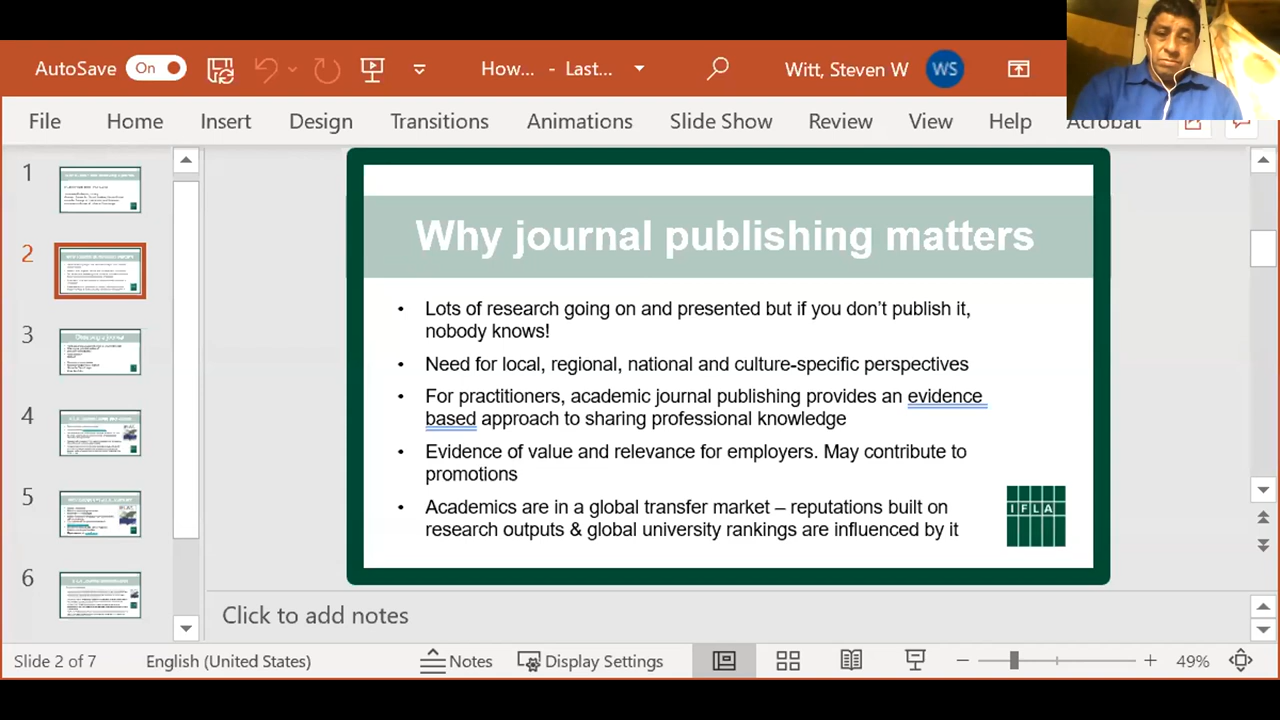 AutoSave On How... - Last... Witt, Steven W WS
File Home Insert Design Transitions Animations Slide Show Review View Help Acrobat
1
2
3
4
5
6
Why journal publishing matters
• Lots of research going on and presented but if you don’t publish it,
nobody knows!
• Need for local, regional, national and culture-specific perspectives
• For practitioners, academic journal publishing provides an evidence
based approach to sharing professional knowledge
• Evidence of value and relevance for employers. May contribute to
promotions
• Academics are in a global transfer market – reputations built on
research outputs & global university rankings are influenced by it
IFLA
Click to add notes
Slide 2 of 7 English (United States) Notes Display Settings 49%